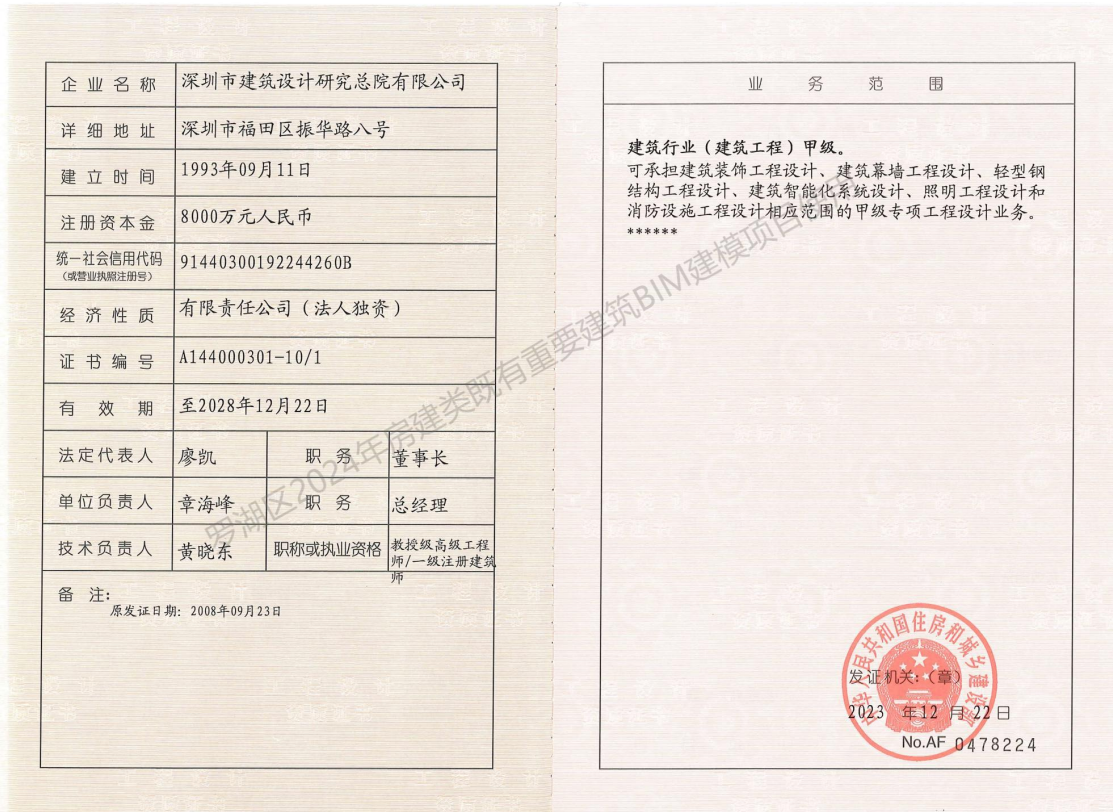 企业名称 深圳市建筑设计研究总院有限公司
详细地址 深圳市福田区振华路八号
建立时间 1993年09月11日
注册资本金 8000万元人民币
统一社会信用代码
（或营业执照注册号） 91440300192244260B
经济性质 有限责任公司（法人独资）
证书编号 A144000301-10/1
有效期 至2028年12月22日
法定代表人 廖凯 职务 董事长
单位负责人 章海峰 职务 总经理
技术负责人 黄晓东 职称或执业资格 教授级高级工程
师/一级注册建筑
师
备注：
原发证日期：2008年09月23日
业务范围
建筑行业（建筑工程）甲级。
可承担建筑装饰工程设计、建筑幕墙工程设计、轻型钢
结构工程设计、建筑智能化系统设计、照明工程设计和
消防设施工程设计相应范围的甲级专项工程设计业务。
******
罗湖区2024年房建类既有重要建筑BIM建模项目使用
中华人民共和国住房和城乡建设部
发证机关：（章）
2023 年12 月22日
No.AF 0478224